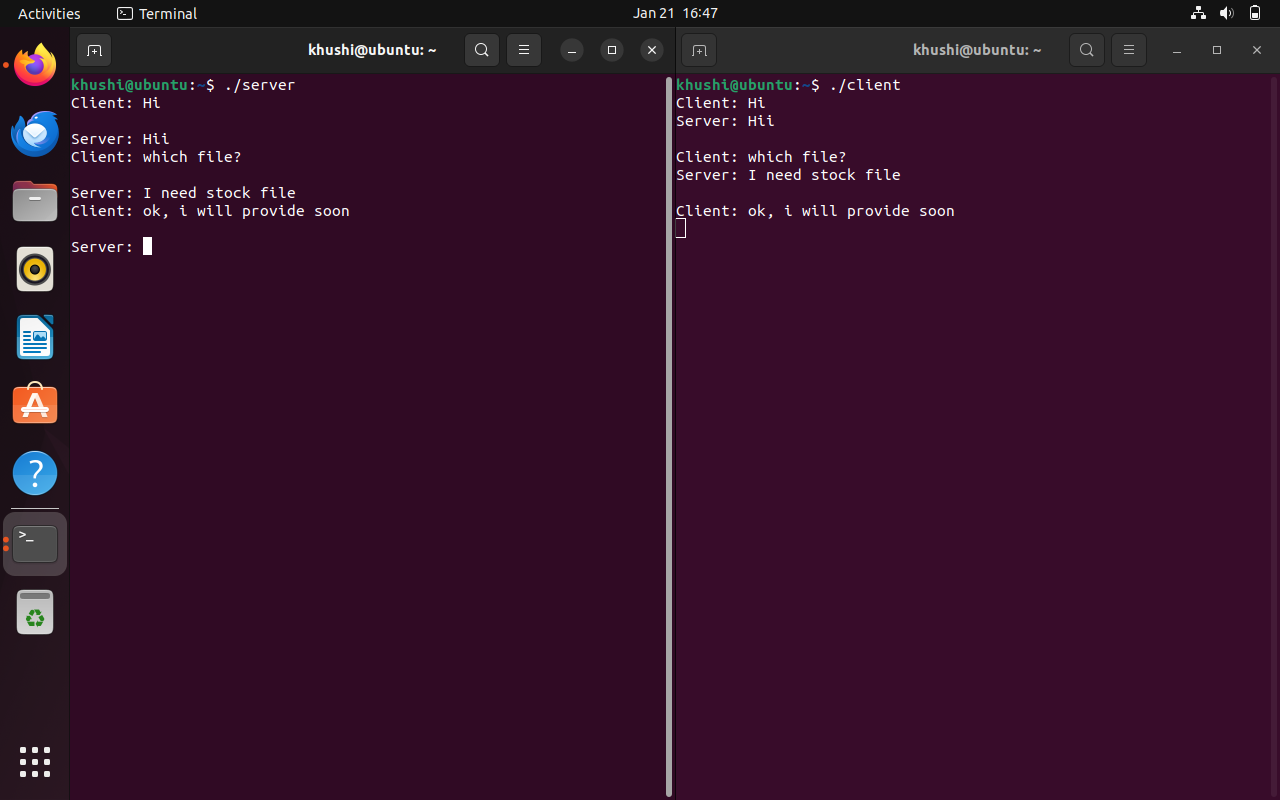 Activities
Terminal
Jan 21 16:47
khushi@ubuntu: ~
khushi@ubuntu:~$ ./server
Client: Hi
Server: Hii
Client: which file?
Server: I need stock file
Client: ok, i will provide soon
Server:
khushi@ubuntu: ~
khushi@ubuntu:~$ ./client
Client: Hi
Server: Hii
Client: which file?
Server: I need stock file
Client: ok, i will provide soon